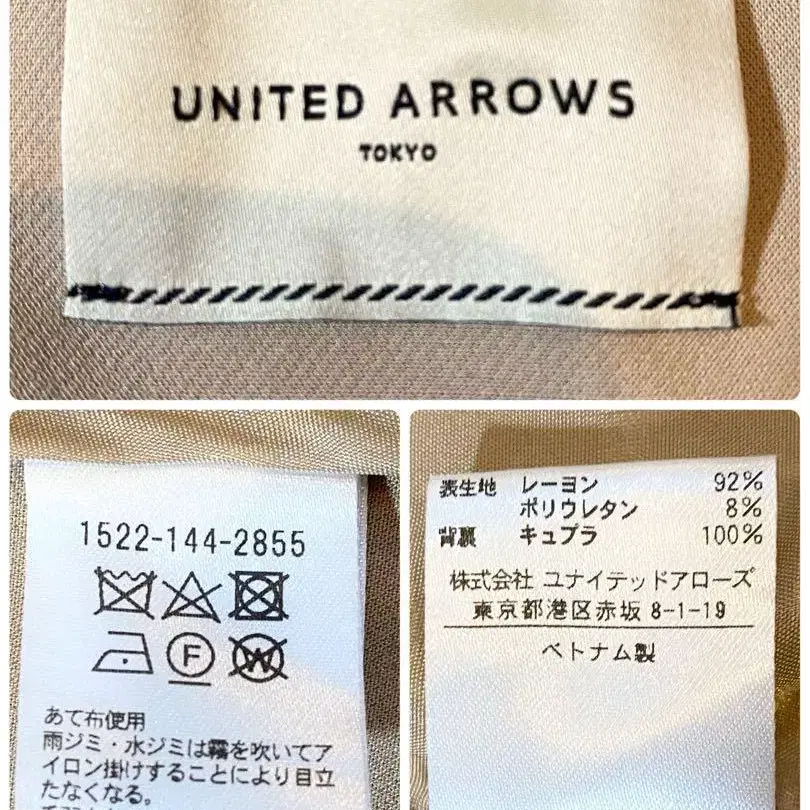 UNITED ARROWS
TOKYO
1522-144-2855
F
W
あて布使用
雨ジミ・水ジミは霧を吹いてア
イロン掛けすることにより目立
たなくなる。
表生地 レーヨン 92%
ポリウレタン 8%
背裏 キュプラ 100%
株式会社 ユナイテッドアローズ
東京都港区赤坂 8-1-19
ベトナム製